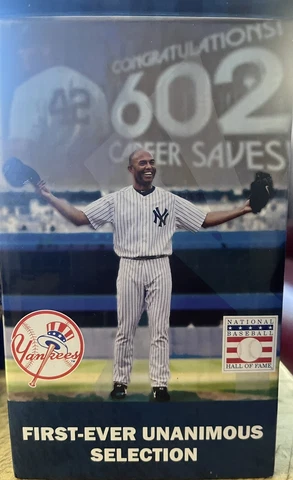 CONGRATULATIONS!
42
602
CAREER SAVES
NY
Yankees
NATIONAL
BASEBALL
HALL OF FAME
FIRST-EVER UNANIMOUS
SELECTION